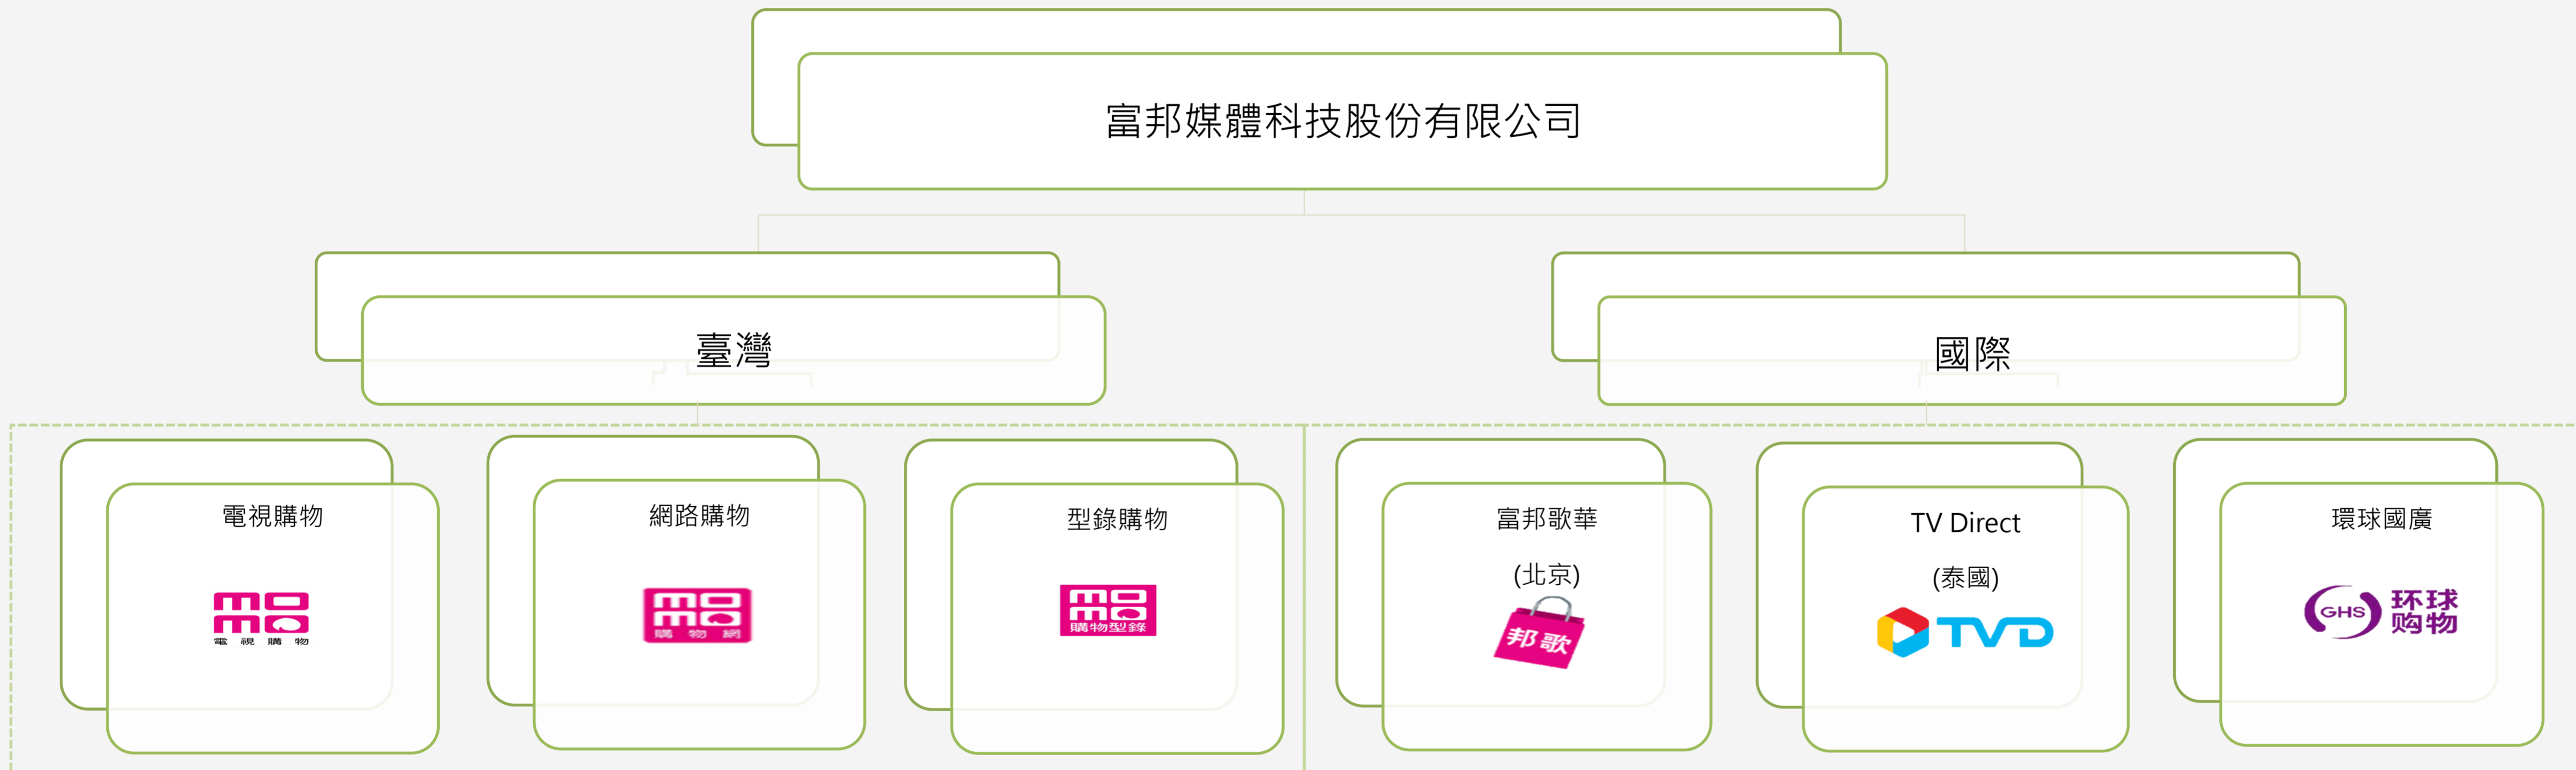 富邦媒體科技股份有限公司
臺灣
國際
電視購物
momo
電視購物
網路購物
momo
購物網
型錄購物
momo
購物型錄
富邦歌華
(北京)
邦歌
TV Direct
(泰國)
TVD
環球國廣
GHS
环球
购物